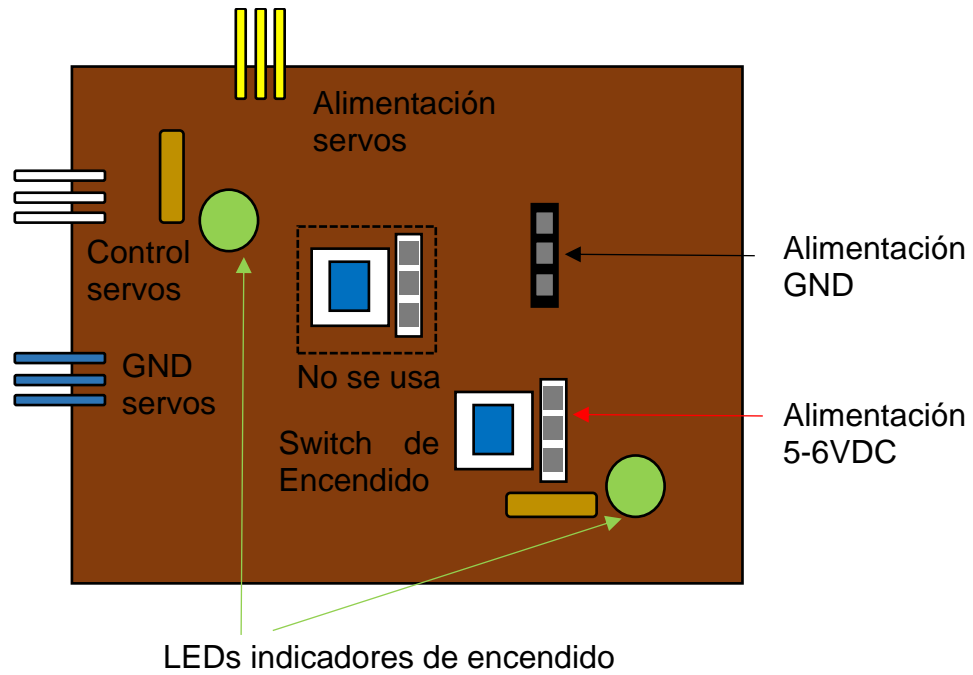 Alimentación
servos
Control
servos
Alimentación
GND
GND
servos
No se usa
Switch de
Encendido
Alimentación
5-6VDC
LEDs indicadores de encendido